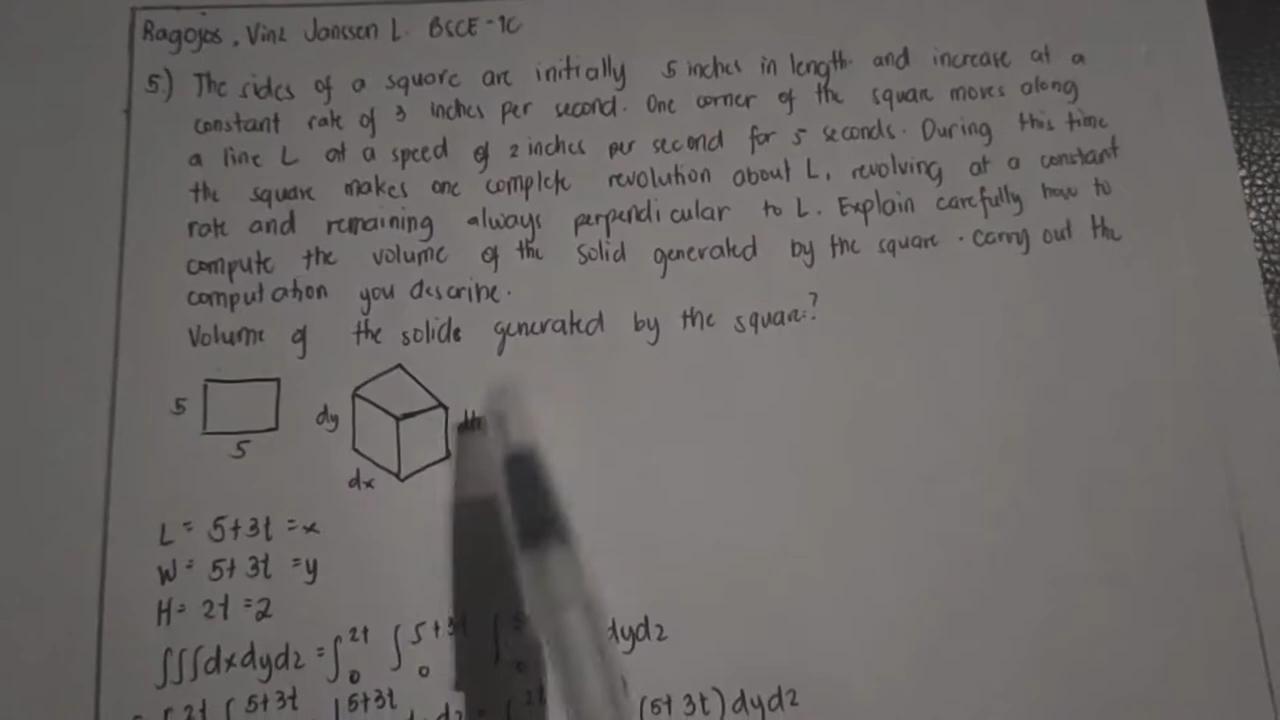 Ragojos, Vinz Janssen L. BSCE-1C
5.) The sides of a square are initially 5 inches in length and increase at a
constant rate of 3 inches per second. One corner of the square moves along
a line L at a speed of 2 inches per second for 5 seconds. During this time
the square makes one complete revolution about L, revolving at a constant
rate and remaining always perpendicular to L. Explain carefully how to
compute the volume of the solid generated by the square. Carry out the
computation you describe.
Volume of the solids generated by the square?
5
5
dy
dx
L = 5+3t = x
W = 5+3t = y
H = 2t = z
∫∫∫dxdydz = ∫₀^2t ∫₀^5+3t ∫ dydz
∫ 2t ∫ 5+3t |5+3t (5+3t)dydz